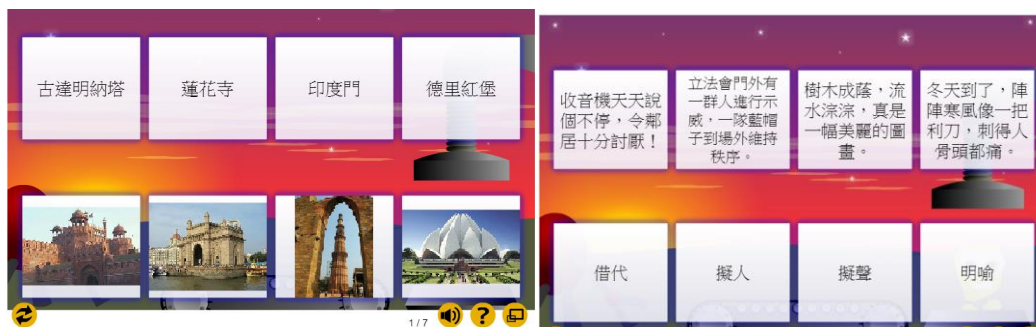 古達明納塔
蓮花寺
印度門
德里紅堡
1 / 7
?
收音機天天說
個不停，令鄰
居十分討厭！
立法會門外有
一群人進行示
威，一隊藍帽
子到場外維持
秩序。
樹木成蔭，流
水淙淙，真是
一幅美麗的圖
畫。
冬天到了，陣
陣寒風像一把
利刀，刺得人
骨頭都痛。
借代
擬人
擬聲
明喻